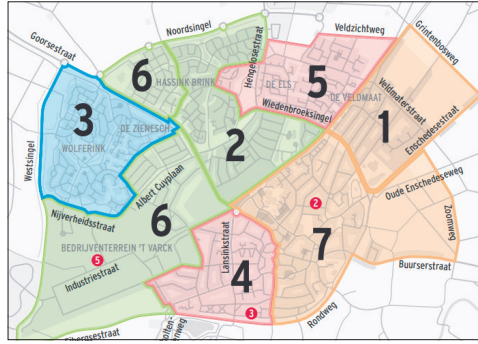 Noordsingel
Veldzichtweg
Grintenbosweg
Goorsestraat
Hengelosestraat
6
HASSINK-BRINK
DE ELS
5
DE VELDMAAT
Veldmaterstraat
Enschedesestraat
1
3
DE ZIENESCH
WOLFERINK
Wiedenbroeksingel
2
Westsingel
Albert Cuyplaan
Oude Enschedeseweg
Nijverheidsstraat
6
2
Zoomweg
BEDRIJVENTERREIN 'T VARCK
5
Lansinkstraat
7
Industriestraat
4
Buurserstraat
3
Rondweg
Eibergsestraat